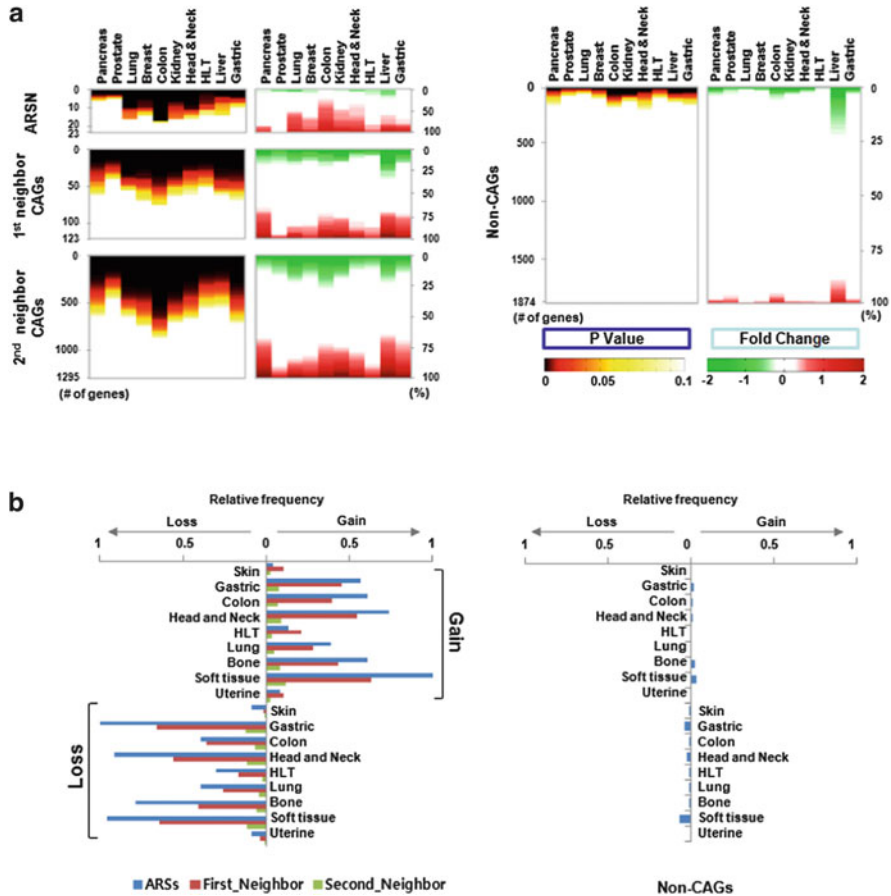 a
Pancreas
Prostate
Lung
Breast
Colon
Kidney
Head & Neck
HLT
Liver
Gastric
Pancreas
Prostate
Lung
Breast
Colon
Kidney
Head & Neck
HLT
Liver
Gastric
ARSN
0
10
20
23
0
50
100
1st neighbor
CAGs
0
50
100
123
0
25
50
75
100
2nd neighbor
CAGs
0
500
1000
1295
0
25
50
75
100
(# of genes)
(%)
Pancreas
Prostate
Lung
Breast
Colon
Kidney
Head & Neck
HLT
Liver
Gastric
Pancreas
Prostate
Lung
Breast
Colon
Kidney
Head & Neck
HLT
Liver
Gastric
Non-CAGs
0
500
1000
1500
1874
0
25
50
75
100
(# of genes)
(%)
P Value
Fold Change
0 0.05 0.1
-2 -1 0 1 2
b
Relative frequency
Loss Gain
1 0.5 0 0.5 1
Skin
Gastric
Colon
Head and Neck
HLT
Lung
Bone
Soft tissue
Uterine
Gain
Loss
Skin
Gastric
Colon
Head and Neck
HLT
Lung
Bone
Soft tissue
Uterine
ARSs First_Neighbor Second_Neighbor
Relative frequency
Loss Gain
1 0.5 0 0.5 1
Skin
Gastric
Colon
Head and Neck
HLT
Lung
Bone
Soft tissue
Uterine
Skin
Gastric
Colon
Head and Neck
HLT
Lung
Bone
Soft tissue
Uterine
Non-CAGs